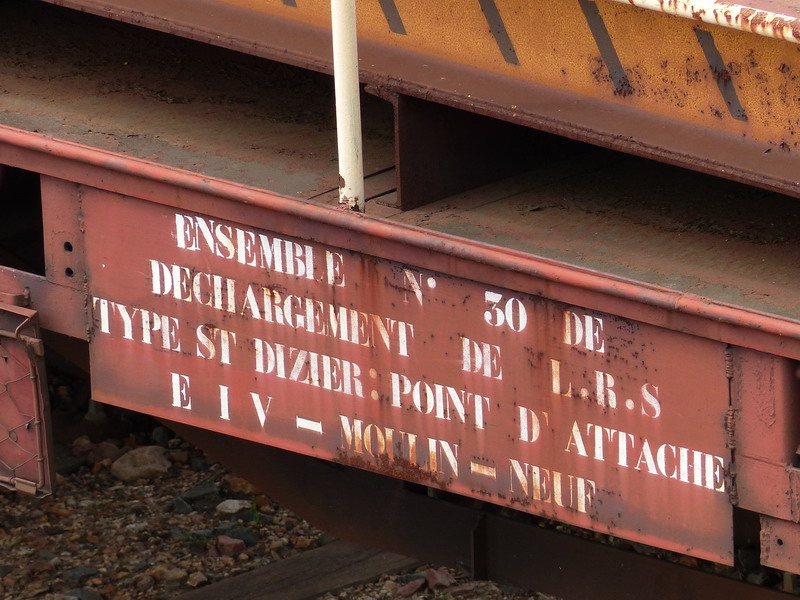 ENSEMBLE N° 30 DE
DECHARGEMENT DE L.R.S
TYPE ST DIZIER : POINT D'ATTACHE
E I V - MOULIN - NEUF